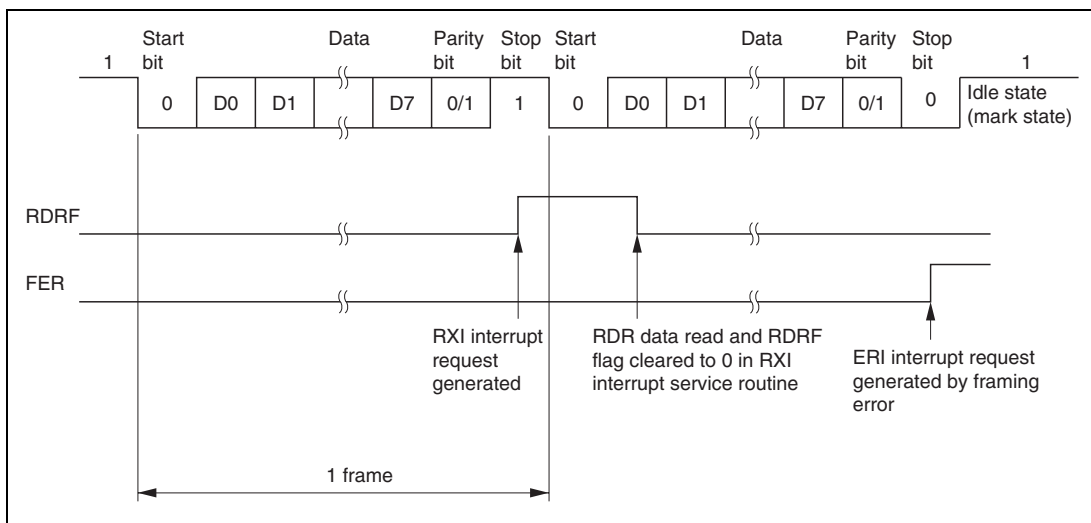 Start bit Data Parity bit Stop bit Start bit Data Parity bit Stop bit
1 1
0 D0 D1 D7 0/1 1 0 D0 D1 D7 0/1 0 Idle state (mark state)
RDRF
FER
RXI interrupt
request
generated
RDR data read and RDRF
flag cleared to 0 in RXI
interrupt service routine
ERI interrupt request
generated by framing
error
1 frame